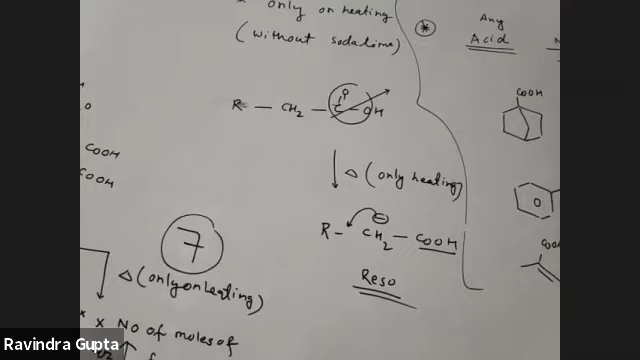 * only on heating
(without sodalime)
Any
Acid
COOH
R — CH2 — C — OH
O
COOH
COOH
Δ (only heating)
R — CH2 — COOH
Reso
7
Δ (only on heating)
COO
x x No of moles of
Ravindra Gupta